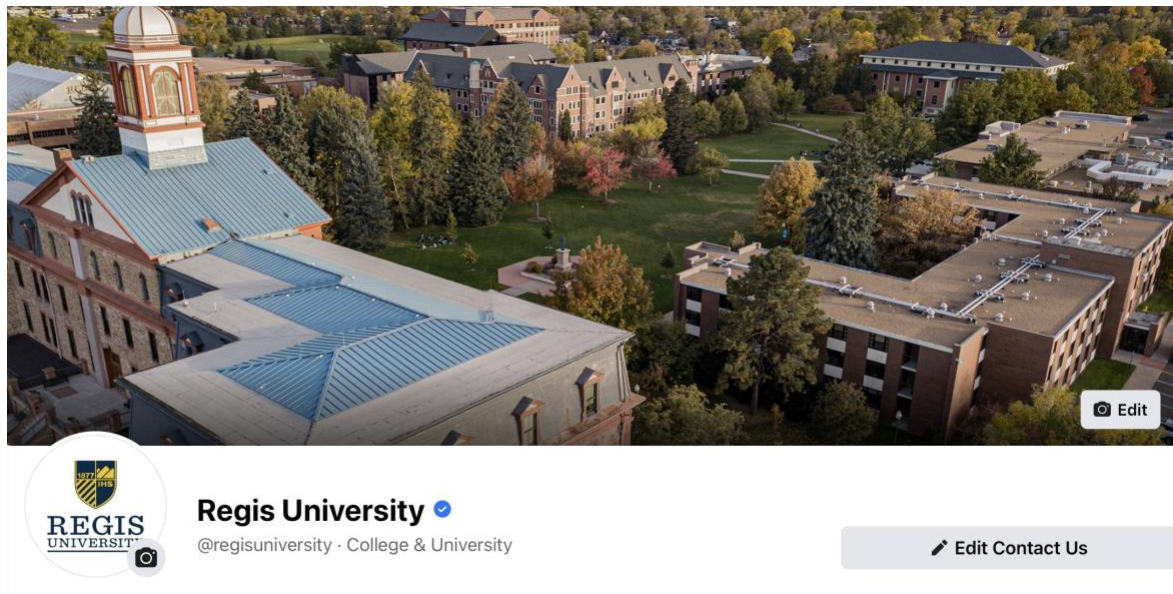 Edit
1877
IHS
REGIS
UNIVERSITY
Regis University
@regisuniversity · College & University
Edit Contact Us